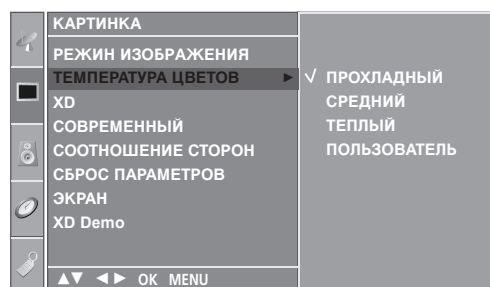 КАРТИНКА
РЕЖИН ИЗОБРАЖЕНИЯ
ТЕМПЕРАТУРА ЦВЕТОВ ► √ ПРОХЛАДНЫЙ
XD СРЕДНИЙ
СОВРЕМЕННЫЙ ТЕПЛЫЙ
СООТНОШЕНИЕ СТОРОН ПОЛЬЗОВАТЕЛЬ
СБРОС ПАРАМЕТРОВ
ЭКРАН
XD Demo
▲▼ ◄► OK MENU